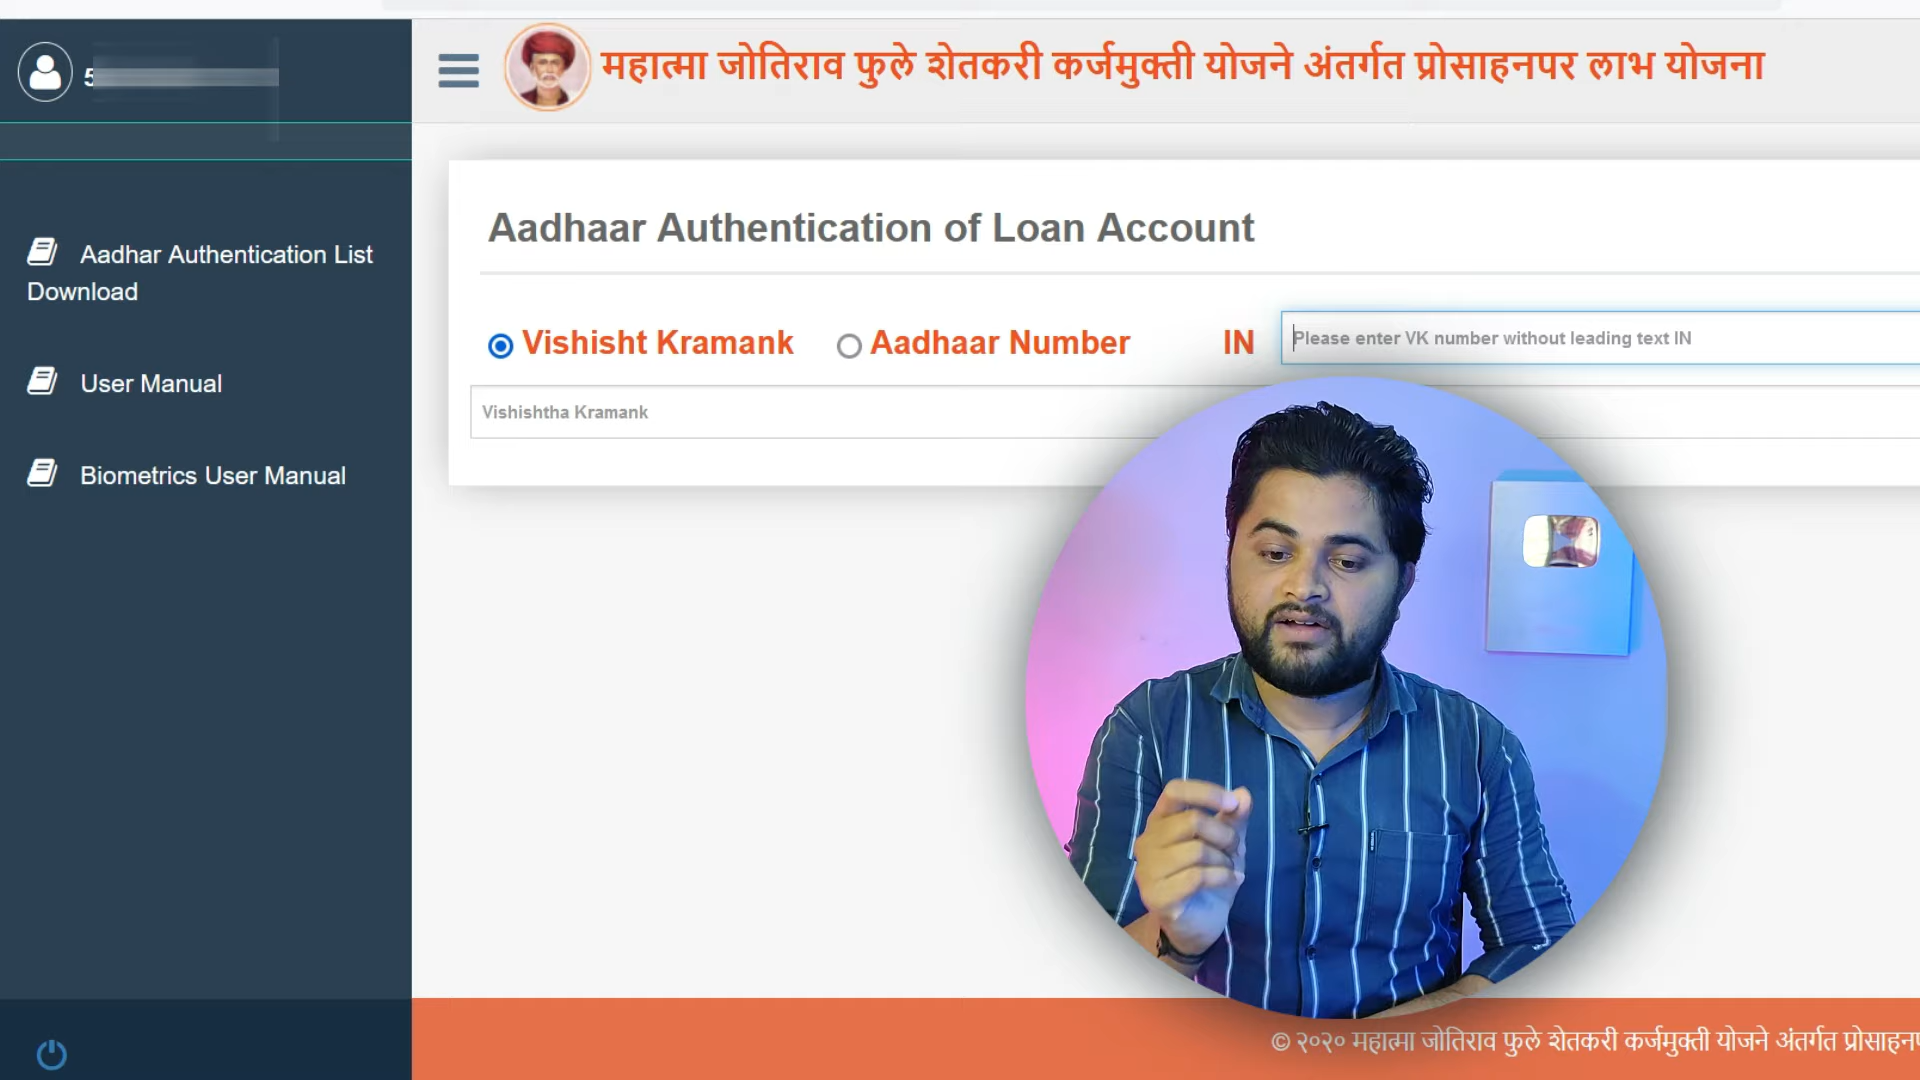 5
महात्मा जोतिराव फुले शेतकरी कर्जमुक्ती योजने अंतर्गत प्रोसाहनपर लाभ योजना
Aadhar Authentication List
Download
User Manual
Biometrics User Manual
Aadhaar Authentication of Loan Account
Vishisht Kramank Aadhaar Number IN Please enter VK number without leading text IN
Vishishtha Kramank
© २०२० महात्मा जोतिराव फुले शेतकरी कर्जमुक्ती योजने अंतर्गत